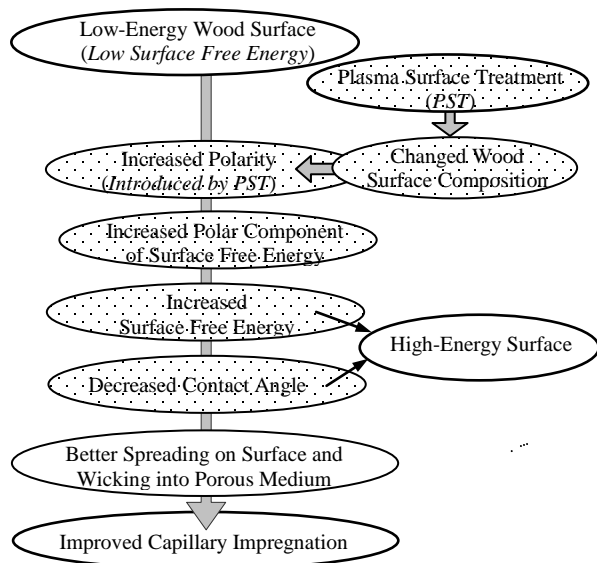 Low-Energy Wood Surface
(Low Surface Free Energy)
Plasma Surface Treatment
(PST)
Increased Polarity
(Introduced by PST)
Changed Wood
Surface Composition
Increased Polar Component
of Surface Free Energy
Increased
Surface Free Energy
High-Energy Surface
Decreased Contact Angle
Better Spreading on Surface and
Wicking into Porous Medium
Improved Capillary Impregnation